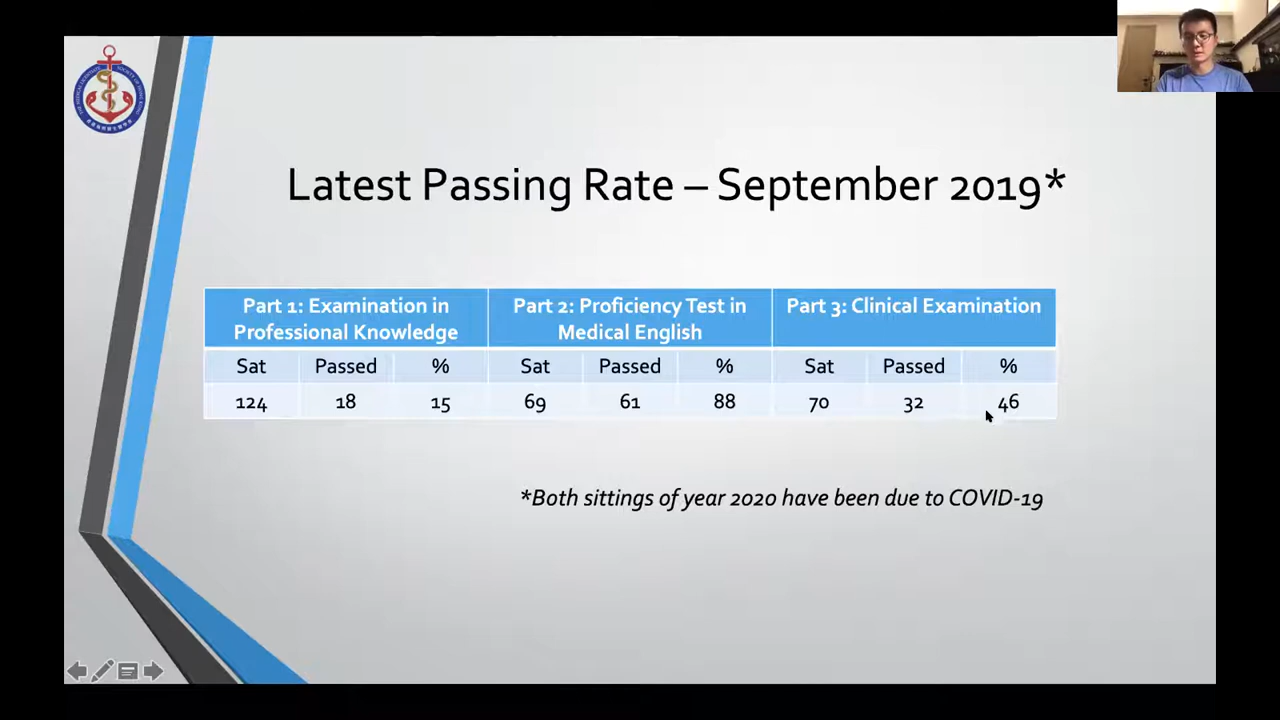 Latest Passing Rate – September 2019*
Part 1: Examination in Professional Knowledge
Part 2: Proficiency Test in Medical English
Part 3: Clinical Examination
Sat Passed % Sat Passed % Sat Passed %
124 18 15 69 61 88 70 32 46
*Both sittings of year 2020 have been due to COVID-19